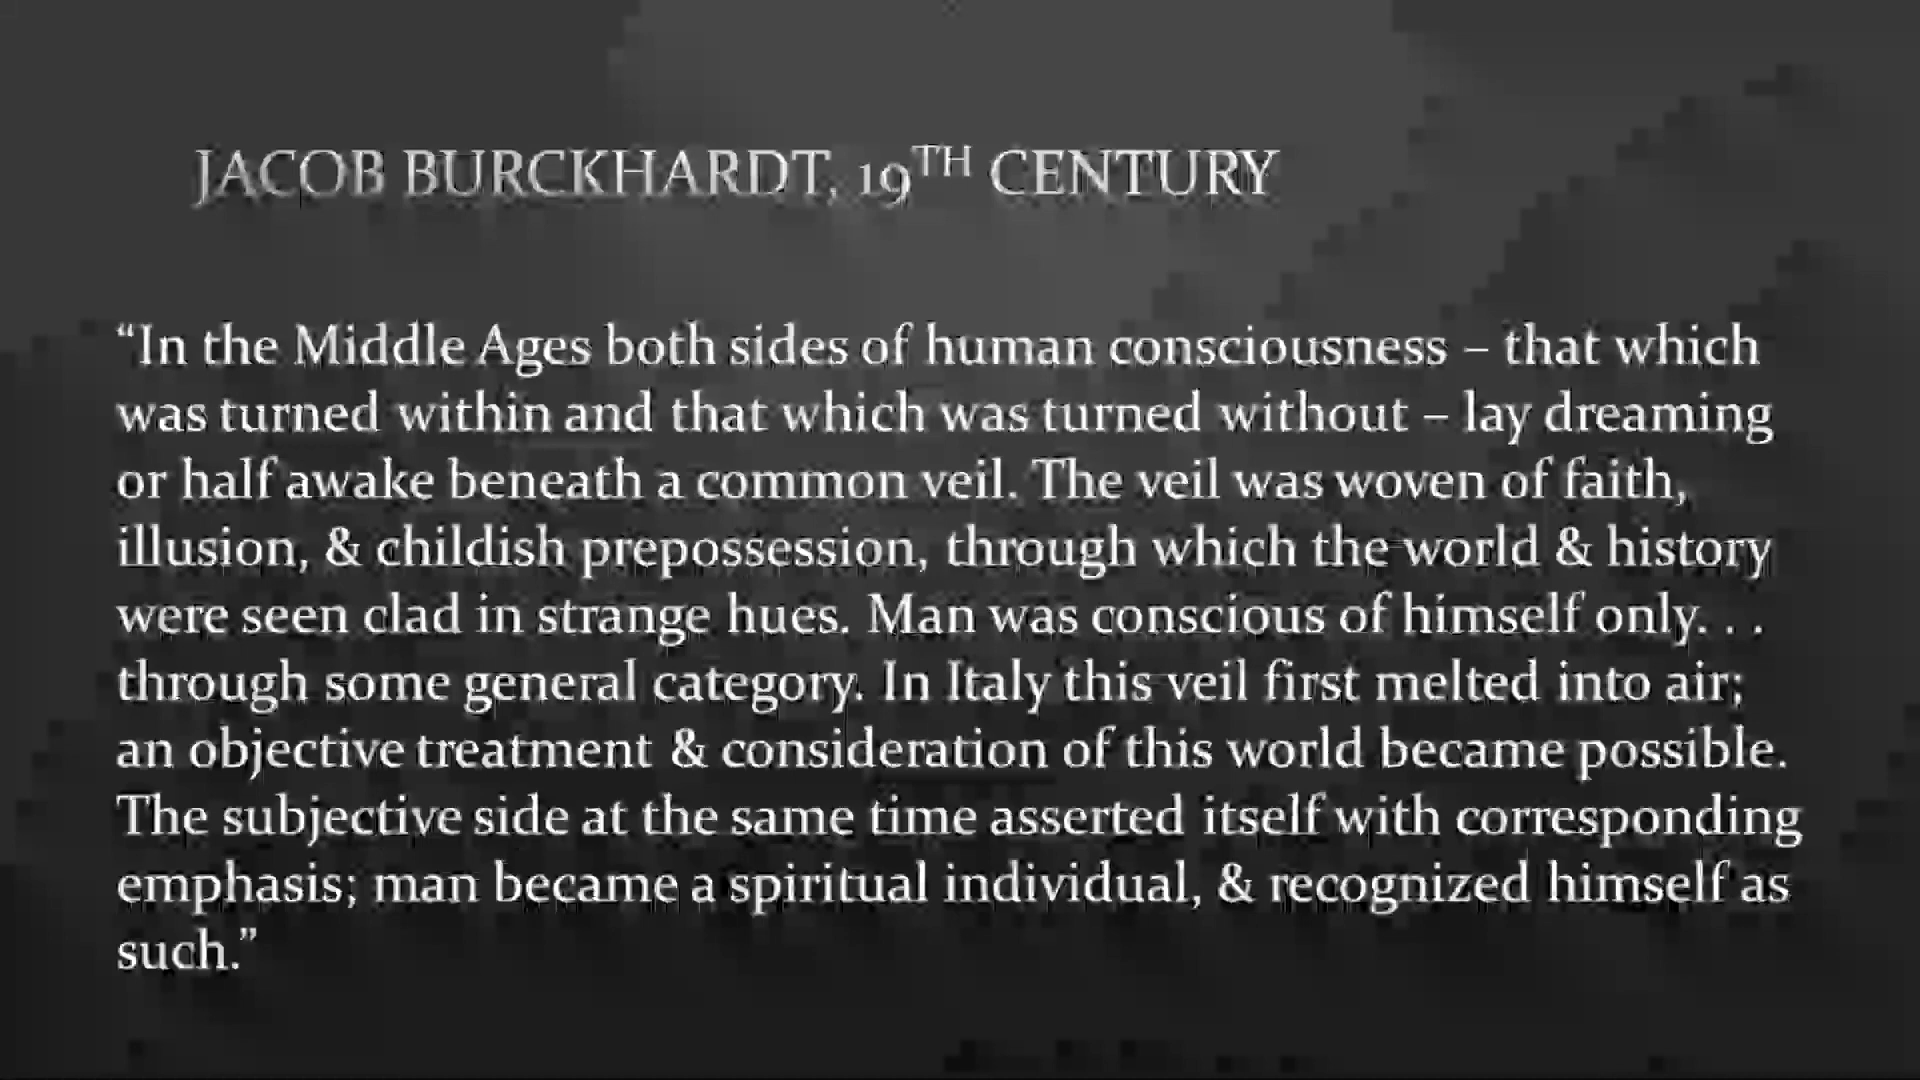 JACOB BURCKHARDT, 19TH CENTURY
“In the Middle Ages both sides of human consciousness – that which
was turned within and that which was turned without – lay dreaming
or half awake beneath a common veil. The veil was woven of faith,
illusion, & childish prepossession, through which the world & history
were seen clad in strange hues. Man was conscious of himself only. . .
through some general category. In Italy this veil first melted into air;
an objective treatment & consideration of this world became possible.
The subjective side at the same time asserted itself with corresponding
emphasis; man became a spiritual individual, & recognized himself as
such.”